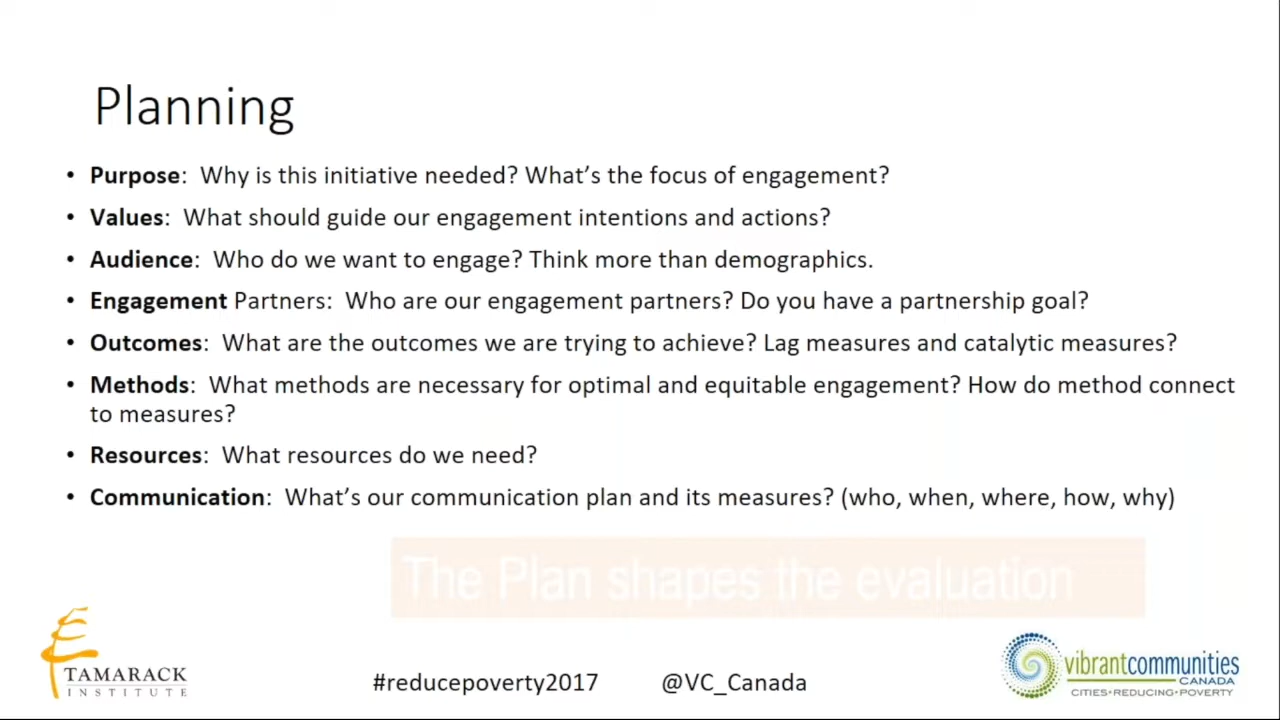 Planning
• Purpose: Why is this initiative needed? What’s the focus of engagement?
• Values: What should guide our engagement intentions and actions?
• Audience: Who do we want to engage? Think more than demographics.
• Engagement Partners: Who are our engagement partners? Do you have a partnership goal?
• Outcomes: What are the outcomes we are trying to achieve? Lag measures and catalytic measures?
• Methods: What methods are necessary for optimal and equitable engagement? How do method connect
to measures?
• Resources: What resources do we need?
• Communication: What’s our communication plan and its measures? (who, when, where, how, why)
The Plan shapes the evaluation
TAMARACK
INSTITUTE
#reducepoverty2017 @VC_Canada
vibrantcommunities
CANADA
CITIES•REDUCING•POVERTY